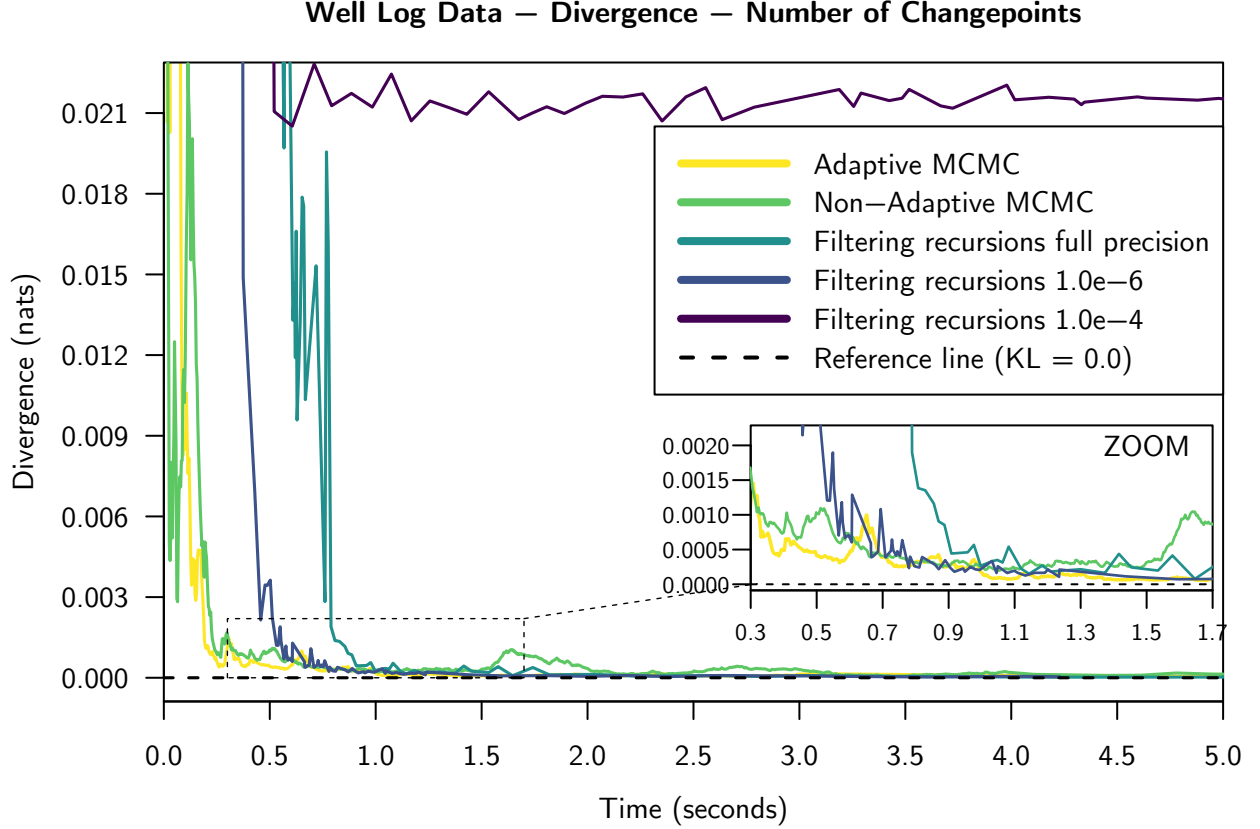 Well Log Data − Divergence − Number of Changepoints
Divergence (nats)
0.021
0.018
0.015
0.012
0.009
0.006
0.003
0.000
Adaptive MCMC
Non−Adaptive MCMC
Filtering recursions full precision
Filtering recursions 1.0e−6
Filtering recursions 1.0e−4
Reference line (KL = 0.0)
ZOOM
0.0020
0.0015
0.0010
0.0005
0.0000
0.3 0.5 0.7 0.9 1.1 1.3 1.5 1.7
0.0 0.5 1.0 1.5 2.0 2.5 3.0 3.5 4.0 4.5 5.0
Time (seconds)